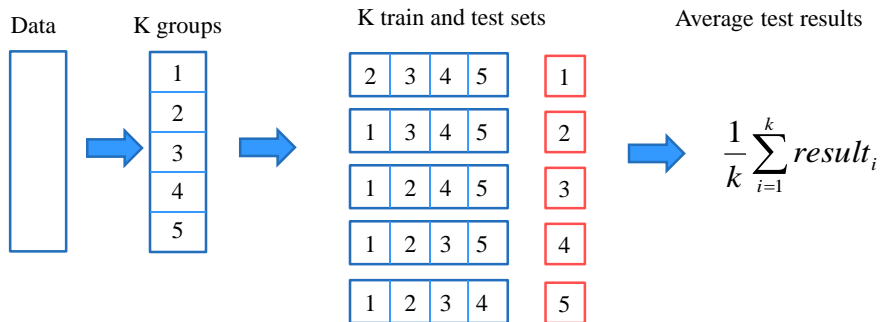 Data
K groups
K train and test sets
Average test results
1
2
3
4
5
2 3 4 5 1
1 3 4 5 2
1 2 4 5 3
1 2 3 5 4
1 2 3 4 5
\frac{1}{k} \sum_{i=1}^{k} result_i